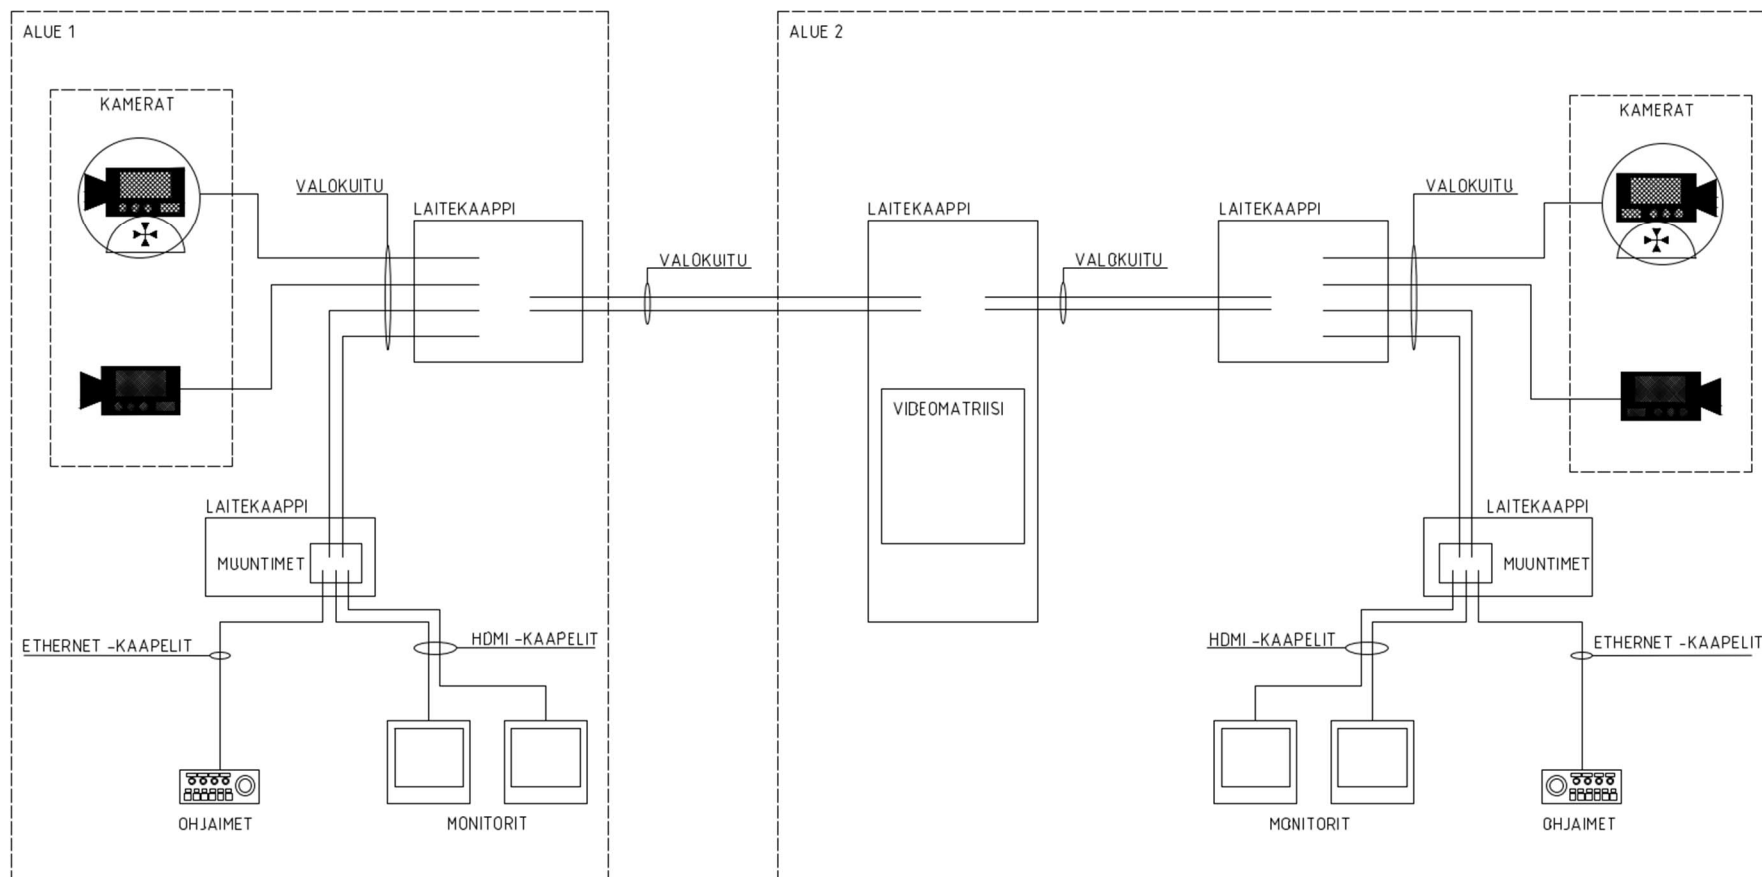 ALUE 1
KAMERAT
VALOKUITU
LAITEKAAPPI
VALOKUITU
LAITEKAAPPI
MUUNTIMET
ETHERNET -KAAPELIT
HDMI -KAAPELIT
OHJAIMET
MONITORIT
ALUE 2
LAITEKAAPPI
VIDEOMATRIISI
VALOKUITU
LAITEKAAPPI
VALOKUITU
KAMERAT
LAITEKAAPPI
MUUNTIMET
HDMI -KAAPELIT
ETHERNET -KAAPELIT
MONITORIT
OHJAIMET